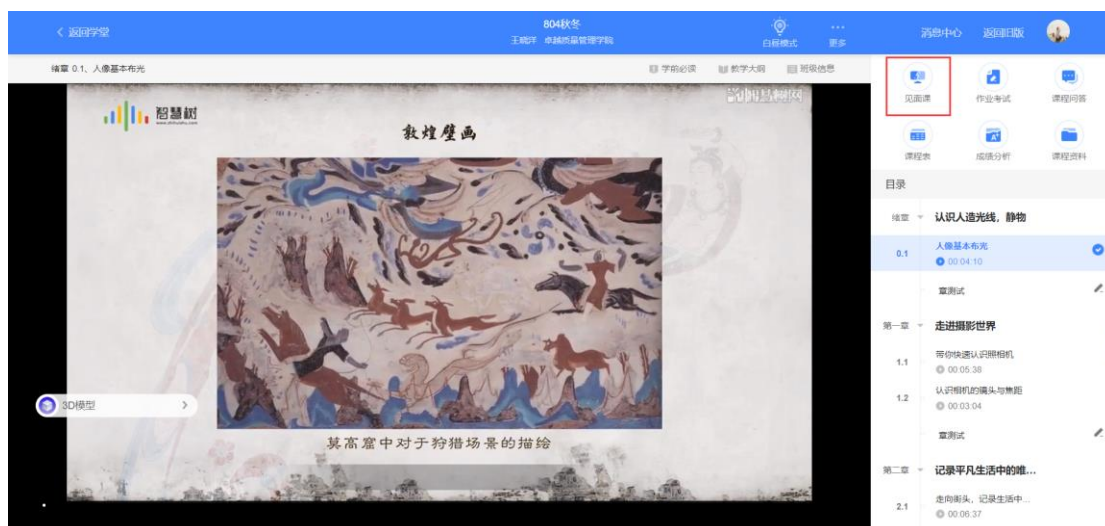 < 返回学堂
804秋冬
王晓洋 卓越质量管理学院
白昼模式
更多
消息中心
返回旧版
绪章 0.1、人像基本布光
学前必读
教学大纲
班级信息
智慧树
www.zhihuishu.com
敦煌壁画
莫高窟中对于狩猎场景的描绘
3D模型
见面课
作业考试
课程问答
课程表
成绩分析
课程资料
目录
绪章 认识人造光线，静物
0.1 人像基本布光
00:04:10
章测试
第一章 走进摄影世界
1.1 带你快速认识照相机
00:05:38
1.2 认识相机的镜头与焦距
00:03:04
章测试
第二章 记录平凡生活中的唯...
2.1 走向街头，记录生活中...
00:06:37